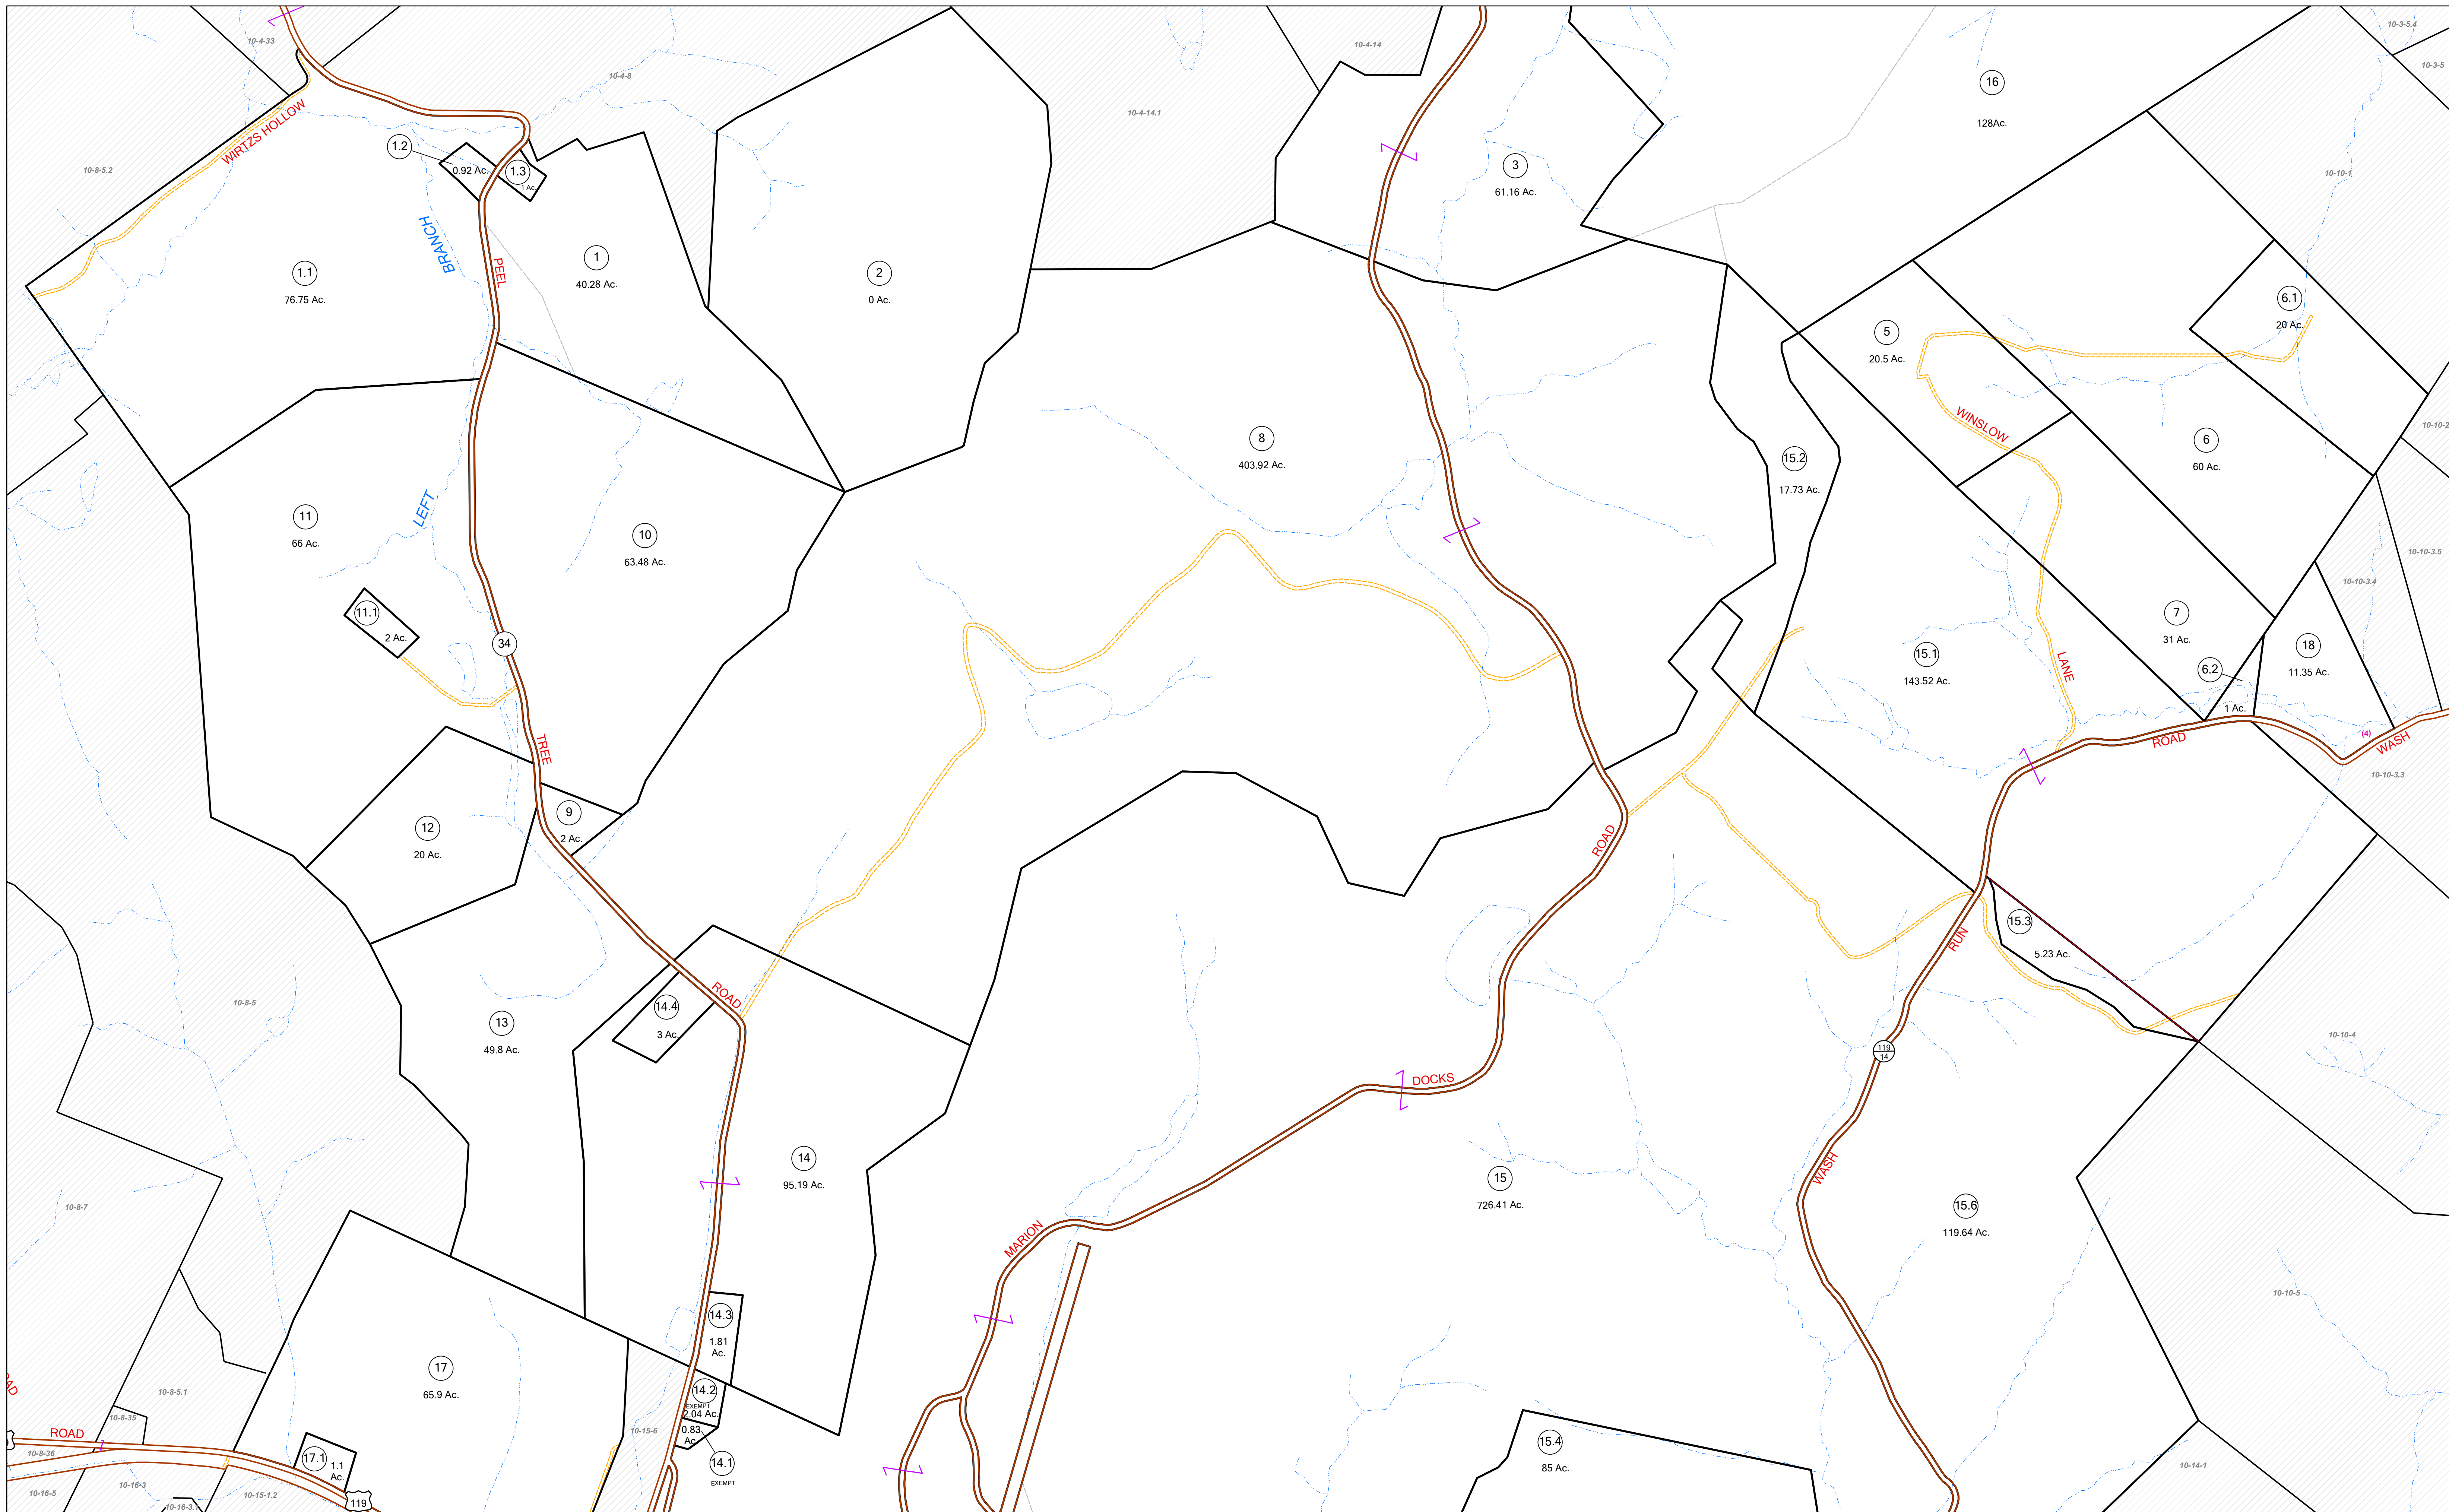 10-4-33
10-4-8
10-4-14
10-3-5.4
10-3-5
16
128Ac.
10-4-14.1
WIRTZS HOLLOW
1.2
0.92 Ac.
1.3
1 Ac.
10-8-5.2
3
61.16 Ac.
10-10-1
BRANCH
PEEL
1
40.28 Ac.
1.1
76.75 Ac.
2
0 Ac.
6.1
20 Ac.
5
20.5 Ac.
WINSLOW
6
60 Ac.
10-10-2
8
403.92 Ac.
15.2
17.73 Ac.
LEFT
11
66 Ac.
10
63.48 Ac.
10-10-3.5
10-10-3.4
11.1
2 Ac.
34
7
31 Ac.
18
11.35 Ac.
15.1
143.52 Ac.
LANE
6.2
1 Ac.
(4)
ROAD
WASH
10-10-3.3
TREE
9
2 Ac.
12
20 Ac.
ROAD
15.3
5.23 Ac.
RUN
ROAD
14.4
3 Ac.
10-8-5
13
49.8 Ac.
10-10-4
119
14
DOCKS
14
95.19 Ac.
15
726.41 Ac.
WASH
15.6
119.64 Ac.
10-8-7
MARION
10-10-5
14.3
1.81
Ac.
17
65.9 Ac.
14.2
EXEMPT
2.04 Ac.
0.83
Ac.
14.1
EXEMPT
10-8-5.1
10-8-35
ROAD
10-8-36
10-15-6
17.1
1.1
Ac.
15.4
85 Ac.
10-14-1
10-16-5
10-16-3
10-15-1.2
119